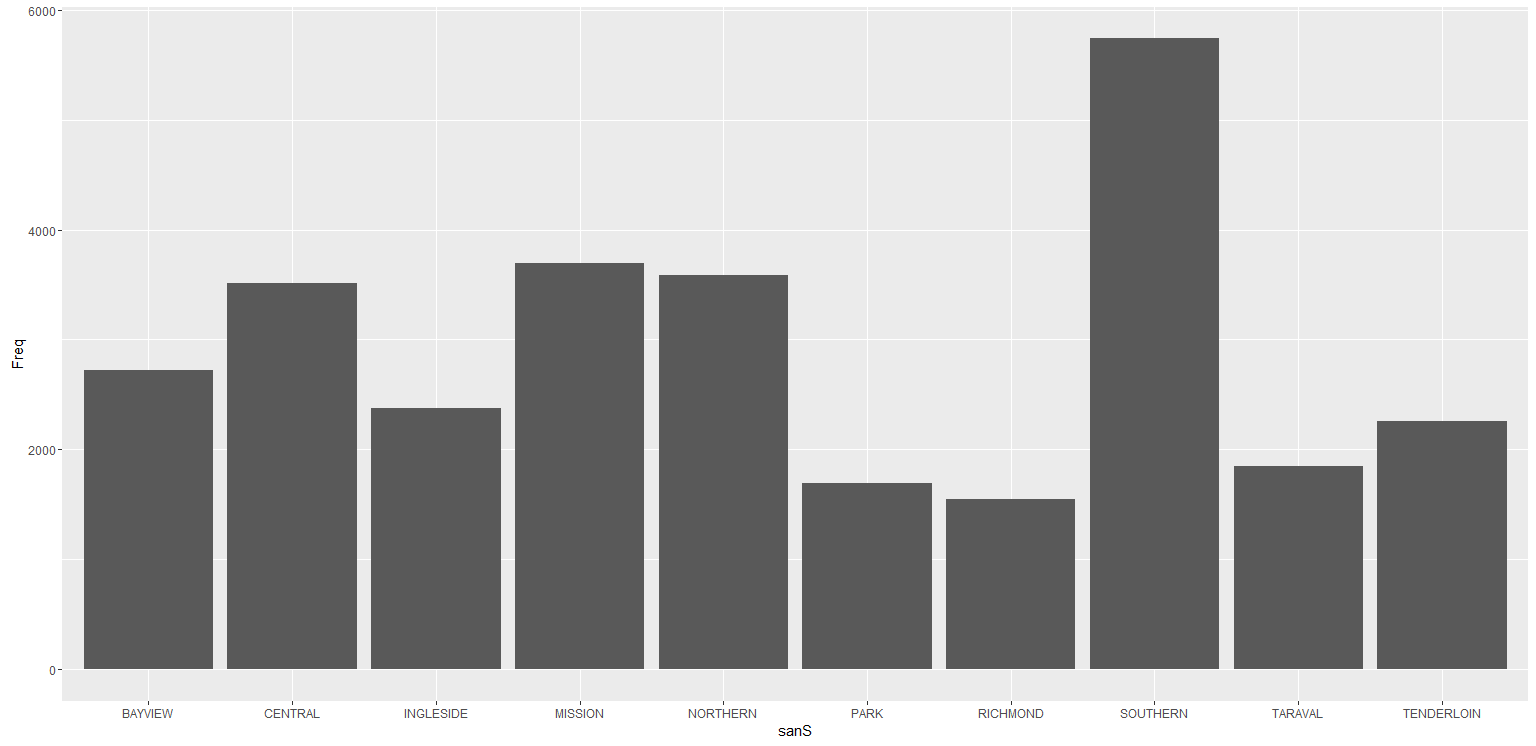 6000
4000
2000
0
Freq
BAYVIEW CENTRAL INGLESIDE MISSION NORTHERN PARK RICHMOND SOUTHERN TARAVAL TENDERLOIN
sanS